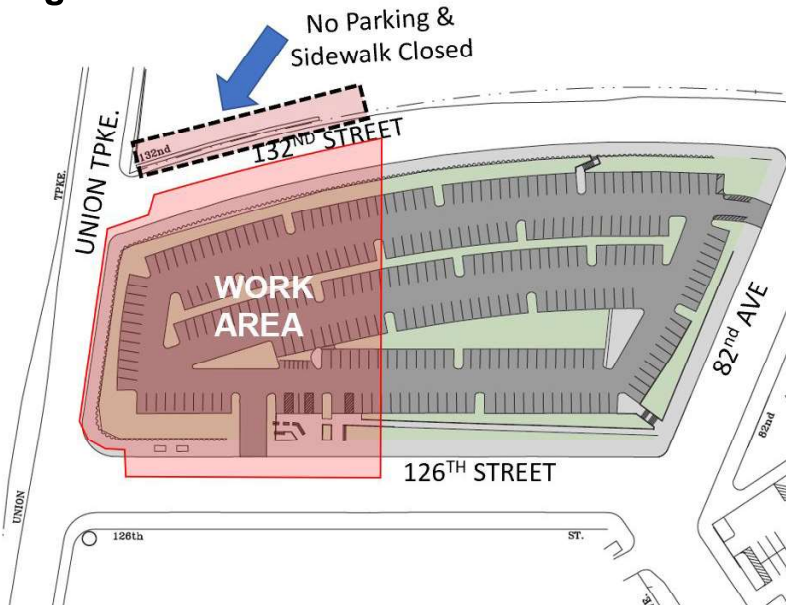 No Parking &
Sidewalk Closed
132nd
132ND STREET
UNION TPKE.
TPKE.
WORK
AREA
82nd AVE
82nd
126TH STREET
UNION
126th
ST.